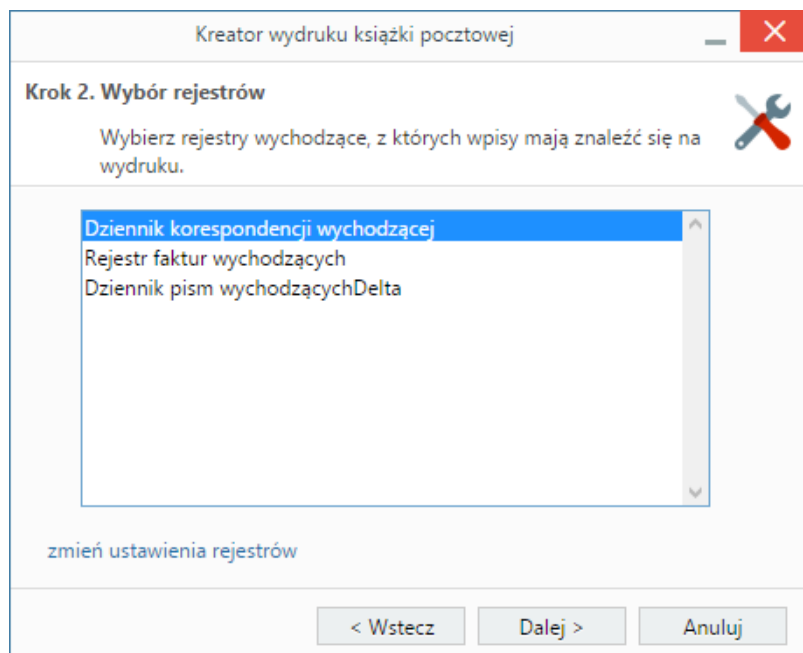 Kreator wydruku książki pocztowej
Krok 2. Wybór rejestrów
Wybierz rejestry wychodzące, z których wpisy mają znaleźć się na
wydruku.
Dziennik korespondencji wychodzącej
Rejestr faktur wychodzących
Dziennik pism wychodzącychDelta
zmień ustawienia rejestrów
< Wstecz
Dalej >
Anuluj